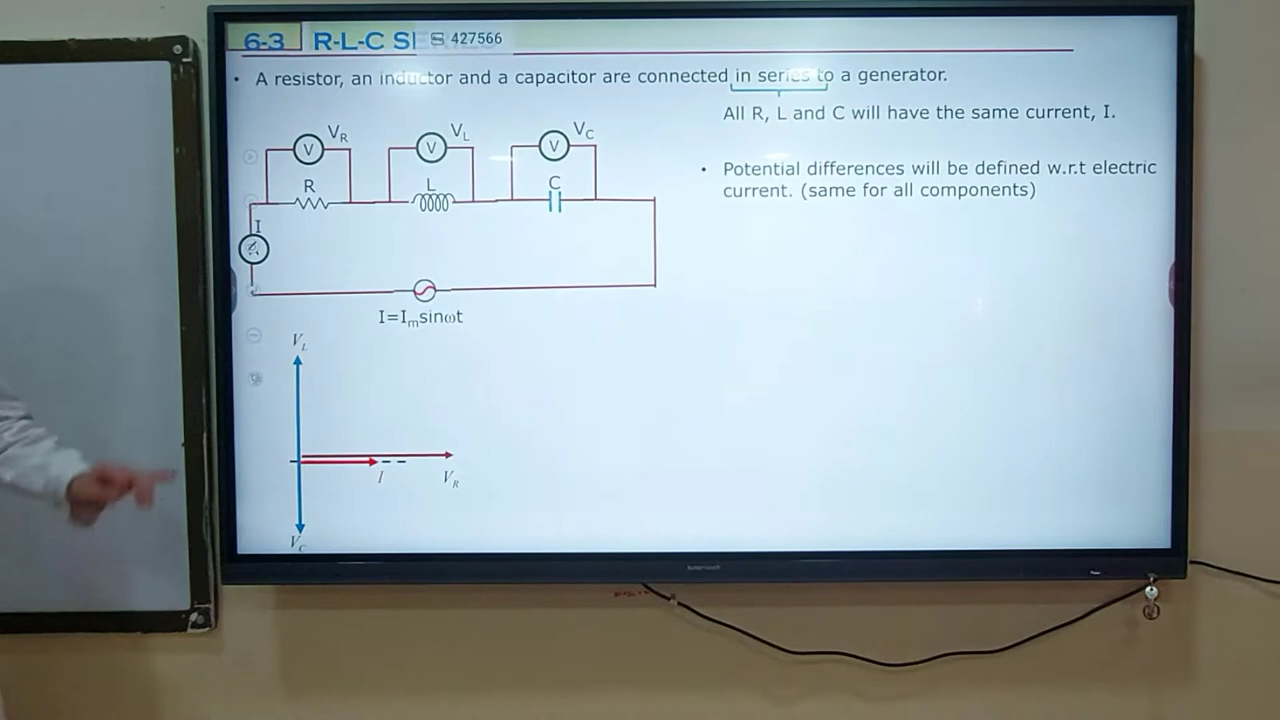 6-3 R-L-C S
427566
• A resistor, an inductor and a capacitor are connected in series to a generator.
All R, L and C will have the same current, I.
• Potential differences will be defined w.r.t electric
current. (same for all components)
V_R V_L V_C
V V V
R L C
I
I=I_m sinωt
V_L
I V_R
V_C